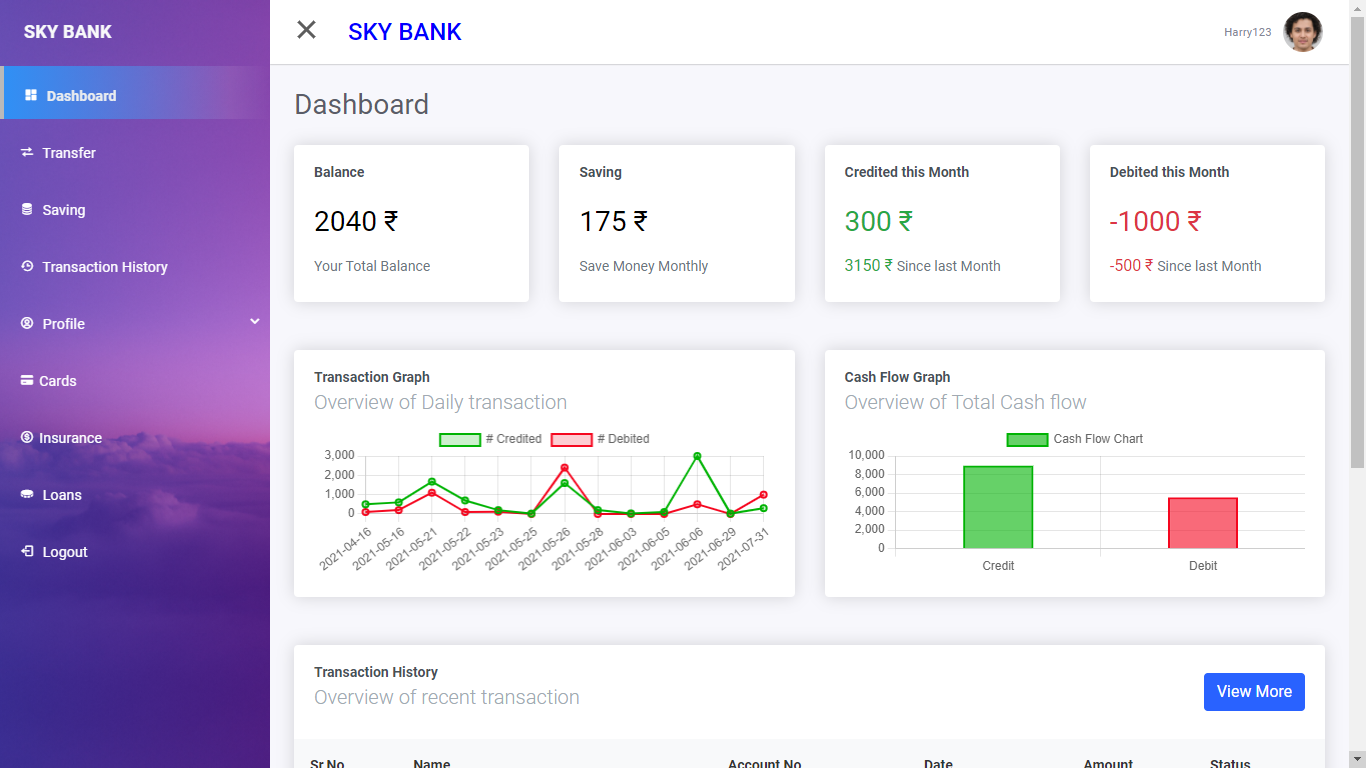 SKY BANK
Dashboard
Transfer
Saving
Transaction History
Profile
Cards
Insurance
Loans
Logout
SKY BANK
Harry123
Dashboard
Balance
2040 ₹
Your Total Balance
Saving
175 ₹
Save Money Monthly
Credited this Month
300 ₹
3150 ₹ Since last Month
Debited this Month
-1000 ₹
-500 ₹ Since last Month
Transaction Graph
Overview of Daily transaction
# Credited # Debited
3,000
2,000
1,000
0
2021-04-16 2021-05-16 2021-05-21 2021-05-22 2021-05-23 2021-05-25 2021-05-26 2021-05-28 2021-06-03 2021-06-05 2021-06-06 2021-06-29 2021-07-31
Cash Flow Graph
Overview of Total Cash flow
Cash Flow Chart
10,000
8,000
6,000
4,000
2,000
0
Credit Debit
Transaction History
Overview of recent transaction
View More
Sr No Name Account No Date Amount Status